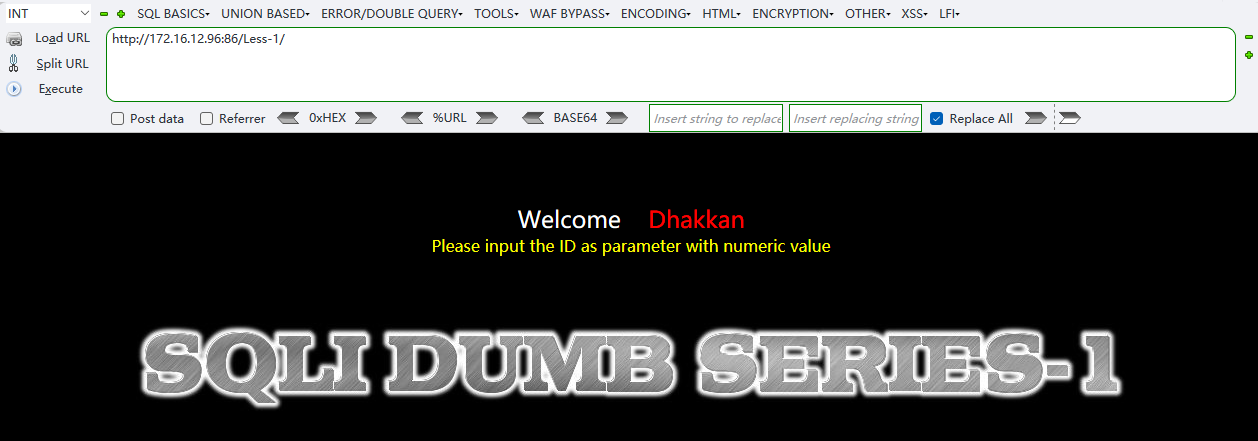 INT SQL BASICS▾ UNION BASED▾ ERROR/DOUBLE QUERY▾ TOOLS▾ WAF BYPASS▾ ENCODING▾ HTML▾ ENCRYPTION▾ OTHER▾ XSS▾ LFI▾
Load URL http://172.16.12.96:86/Less-1/
Split URL
Execute
Post data Referrer 0xHEX %URL BASE64 Insert string to replace Insert replacing string Replace All
Welcome Dhakkan
Please input the ID as parameter with numeric value
SQLI DUMB SERIES-1